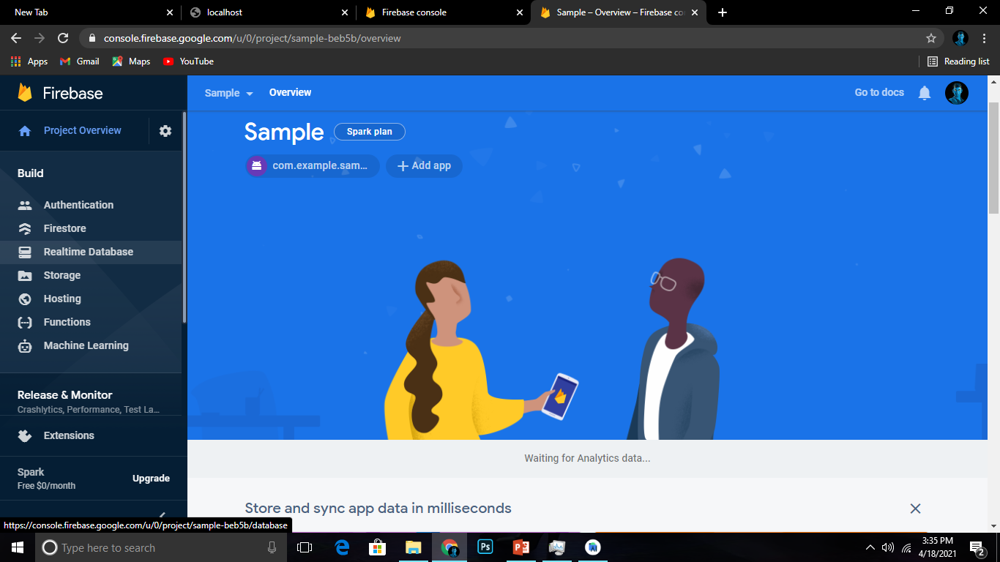 New Tab
localhost
Firebase console
Sample – Overview – Firebase co
console.firebase.google.com/u/0/project/sample-beb5b/overview
Apps
Gmail
Maps
YouTube
Reading list
Firebase
Sample
Overview
Go to docs
Project Overview
Sample
Spark plan
com.example.sam...
Add app
Build
Authentication
Firestore
Realtime Database
Storage
Hosting
Functions
Machine Learning
Release & Monitor
Crashlytics, Performance, Test La...
Extensions
Spark
Free $0/month
Upgrade
Waiting for Analytics data...
Store and sync app data in milliseconds
https://console.firebase.google.com/u/0/project/sample-beb5b/database
Type here to search
Ps
3:35 PM
4/18/2021
2